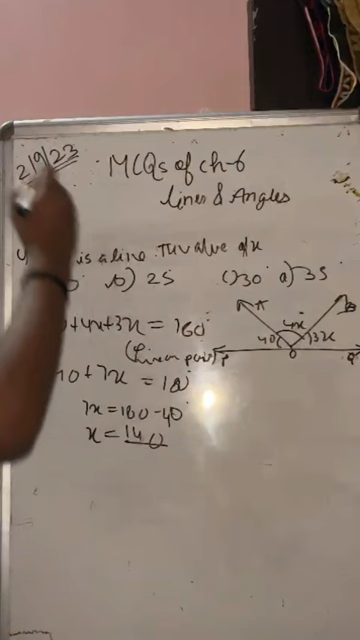 2/9/23
MCQs of ch-6
Lines & Angles
is a line. The value of x
b) 25 c) 30 d) 35
+4x+3x = 180°
(Linear pair)
40+7x = 180
7x = 180-40
x = 140
A B
4x
40 3x
P O